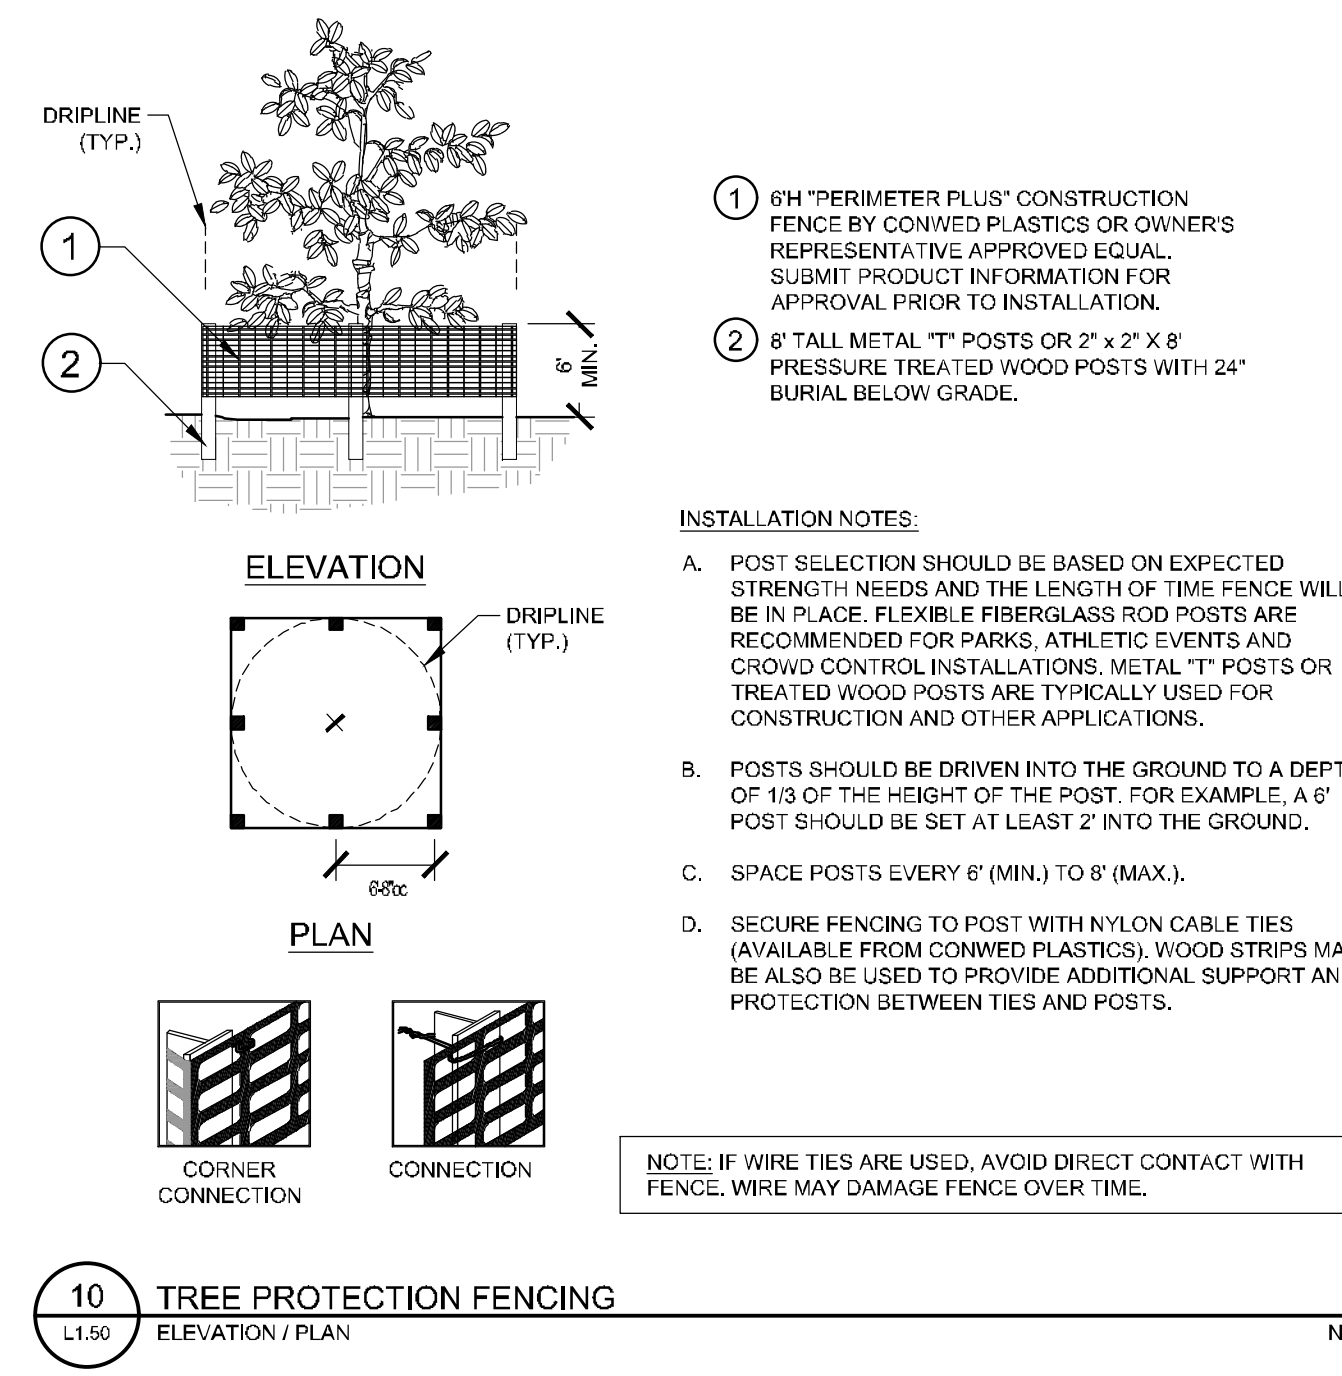 DRIPLINE
(TYP.)
1
2
6'
MIN.
ELEVATION
DRIPLINE
(TYP.)
6'-8"oc
PLAN
CORNER
CONNECTION
CONNECTION
1 6'H "PERIMETER PLUS" CONSTRUCTION
FENCE BY CONWED PLASTICS OR OWNER'S
REPRESENTATIVE APPROVED EQUAL.
SUBMIT PRODUCT INFORMATION FOR
APPROVAL PRIOR TO INSTALLATION.
2 8' TALL METAL "T" POSTS OR 2" x 2" X 8'
PRESSURE TREATED WOOD POSTS WITH 24"
BURIAL BELOW GRADE.
INSTALLATION NOTES:
A. POST SELECTION SHOULD BE BASED ON EXPECTED
STRENGTH NEEDS AND THE LENGTH OF TIME FENCE WILL
BE IN PLACE. FLEXIBLE FIBERGLASS ROD POSTS ARE
RECOMMENDED FOR PARKS, ATHLETIC EVENTS AND
CROWD CONTROL INSTALLATIONS. METAL "T" POSTS OR
TREATED WOOD POSTS ARE TYPICALLY USED FOR
CONSTRUCTION AND OTHER APPLICATIONS.
B. POSTS SHOULD BE DRIVEN INTO THE GROUND TO A DEPT
OF 1/3 OF THE HEIGHT OF THE POST. FOR EXAMPLE, A 6'
POST SHOULD BE SET AT LEAST 2' INTO THE GROUND.
C. SPACE POSTS EVERY 6' (MIN.) TO 8' (MAX.).
D. SECURE FENCING TO POST WITH NYLON CABLE TIES
(AVAILABLE FROM CONWED PLASTICS). WOOD STRIPS MA
BE ALSO BE USED TO PROVIDE ADDITIONAL SUPPORT AN
PROTECTION BETWEEN TIES AND POSTS.
NOTE: IF WIRE TIES ARE USED, AVOID DIRECT CONTACT WITH
FENCE. WIRE MAY DAMAGE FENCE OVER TIME.
10 TREE PROTECTION FENCING
L1.50 ELEVATION / PLAN
N